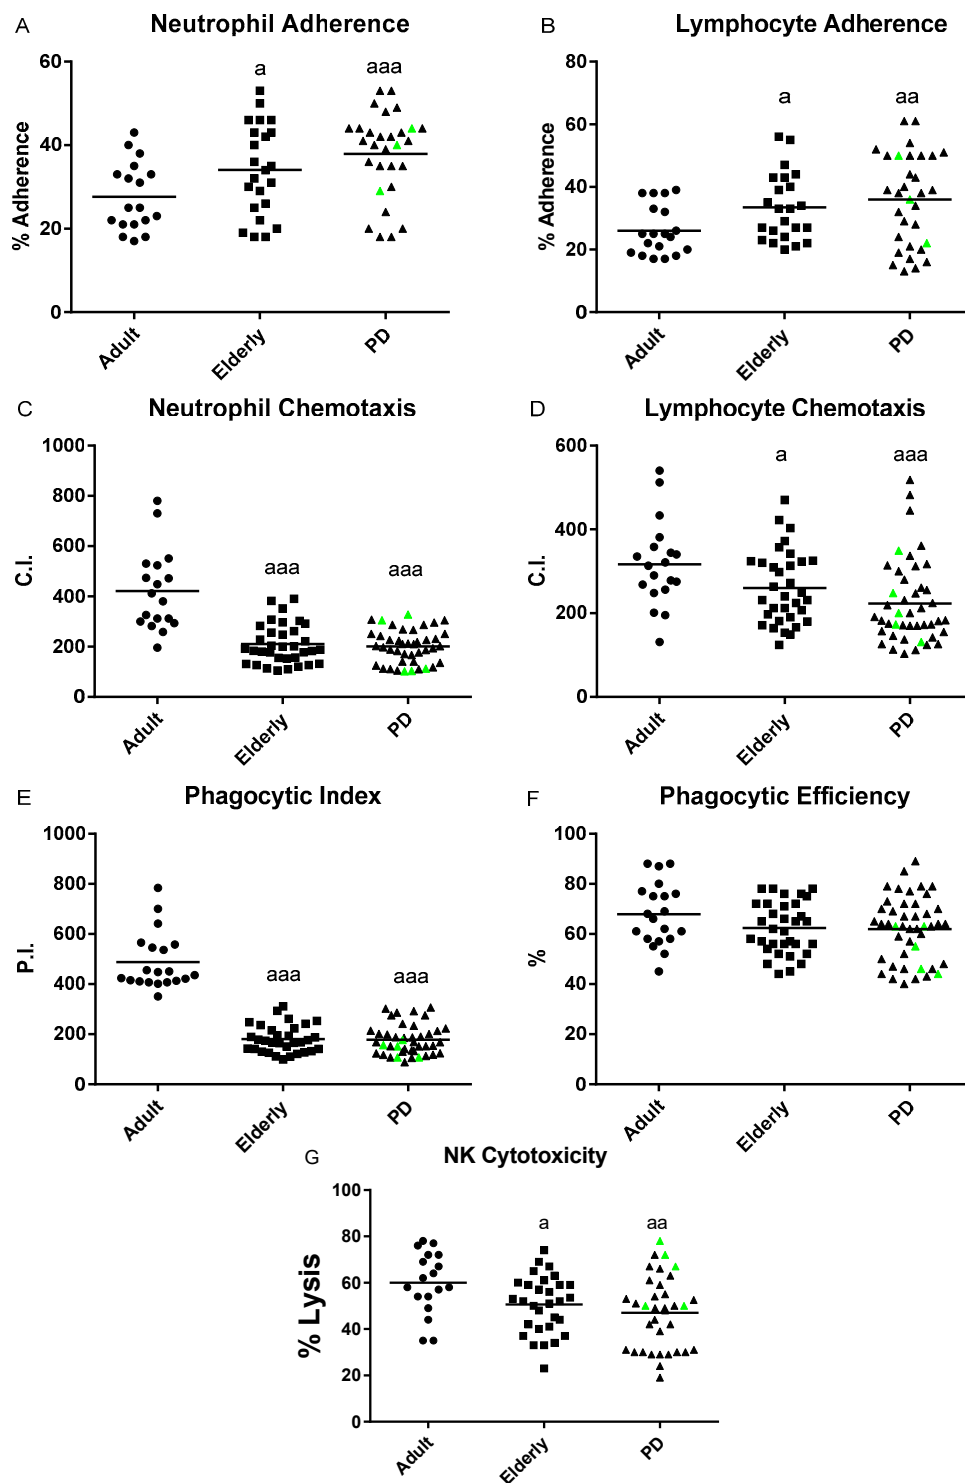 A Neutrophil Adherence
60
40
20
0
% Adherence
a
aaa
Adult
Elderly
PD
B Lymphocyte Adherence
80
60
40
20
0
% Adherence
a
aa
Adult
Elderly
PD
C Neutrophil Chemotaxis
1000
800
600
400
200
0
C.I.
aaa
aaa
Adult
Elderly
PD
D Lymphocyte Chemotaxis
600
400
200
0
C.I.
a
aaa
Adult
Elderly
PD
E Phagocytic Index
1000
800
600
400
200
0
P.I.
aaa
aaa
Adult
Elderly
PD
F Phagocytic Efficiency
100
80
60
40
%
0
Adult
Elderly
PD
G NK Cytotoxicity
100
80
60
40
20
0
% Lysis
a
aa
Adult
Elderly
PD